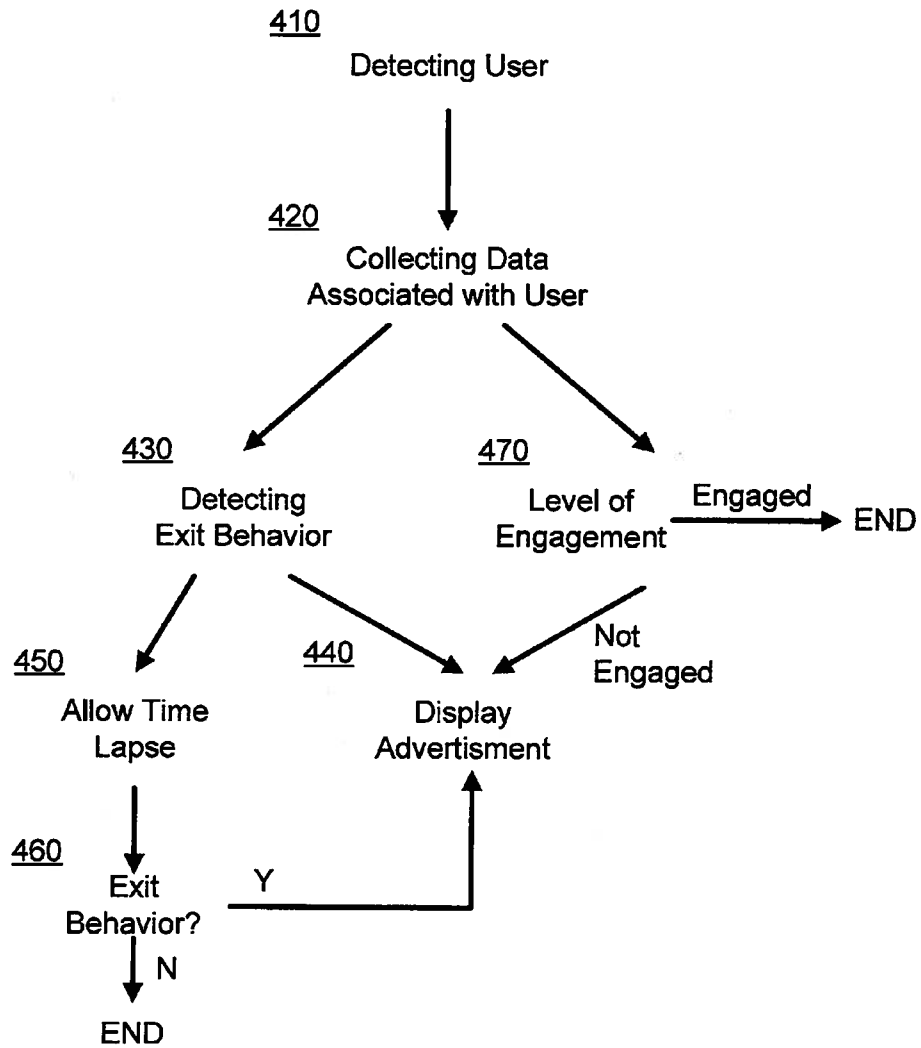 410
Detecting User
420
Collecting Data
Associated with User
430
Detecting
Exit Behavior
470
Level of
Engagement
Engaged
END
450
Allow Time
Lapse
440
Display
Advertisment
Not
Engaged
460
Exit
Behavior?
Y
N
END